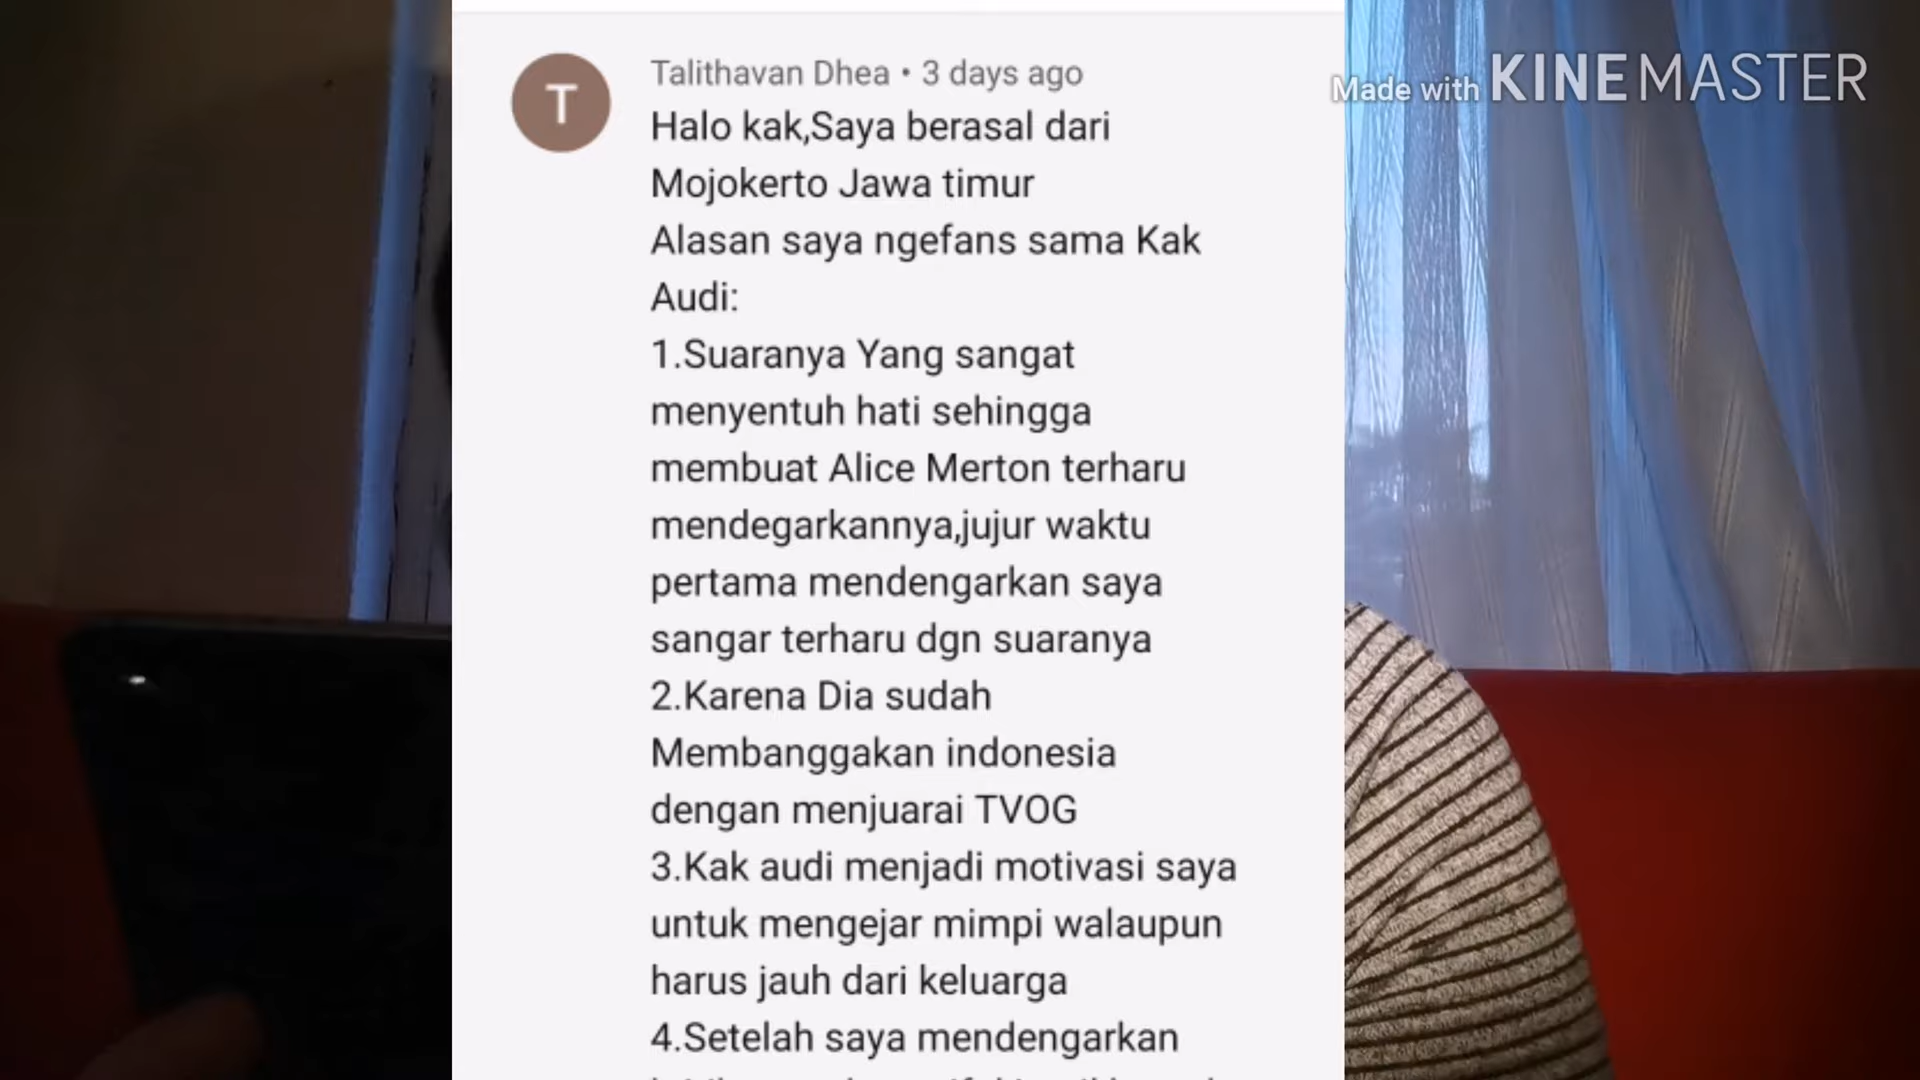 Talithavan Dhea • 3 days ago
Made with KINEMASTER
T
Halo kak,Saya berasal dari
Mojokerto Jawa timur
Alasan saya ngefans sama Kak
Audi:
1.Suaranya Yang sangat
menyentuh hati sehingga
membuat Alice Merton terharu
mendegarkannya,jujur waktu
pertama mendengarkan saya
sangar terharu dgn suaranya
2.Karena Dia sudah
Membanggakan indonesia
dengan menjuarai TVOG
3.Kak audi menjadi motivasi saya
untuk mengejar mimpi walaupun
harus jauh dari keluarga
4.Setelah saya mendengarkan